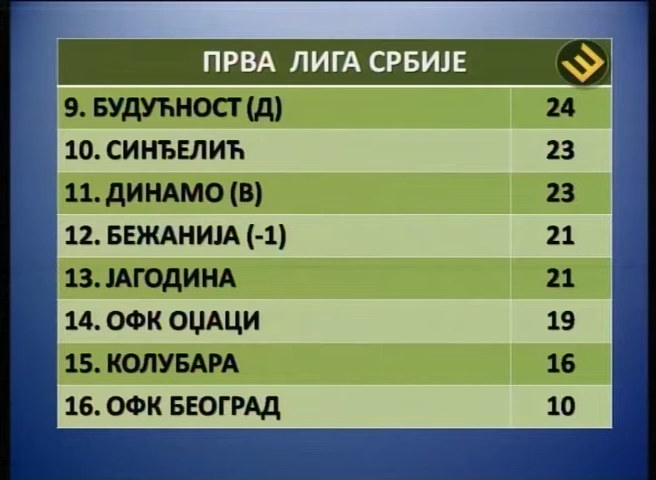 ПРВА ЛИГА СРБИЈЕ
9. БУДУЋНОСТ (Д) 24
10. СИНЂЕЛИЋ 23
11. ДИНАМО (В) 23
12. БЕЖАНИЈА (-1) 21
13. ЈАГОДИНА 21
14. ОФК ОЏАЦИ 19
15. КОЛУБАРА 16
16. ОФК БЕОГРАД 10